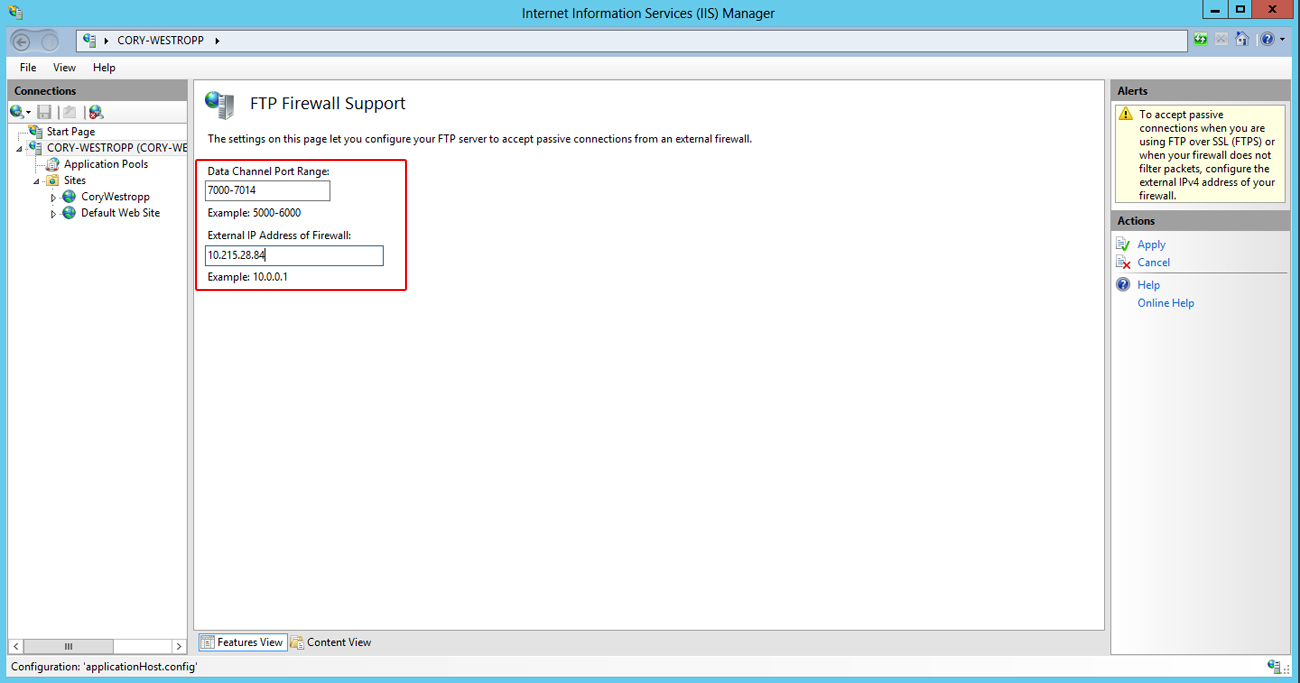 Internet Information Services (IIS) Manager
CORY-WESTROPP
File View Help
Connections
Start Page
CORY-WESTROPP (CORY-WE
Application Pools
Sites
CoryWestropp
Default Web Site
FTP Firewall Support
The settings on this page let you configure your FTP server to accept passive connections from an external firewall.
Data Channel Port Range:
7000-7014
Example: 5000-6000
External IP Address of Firewall:
10.215.28.84
Example: 10.0.0.1
Features View Content View
Alerts
To accept passive
connections when you are
using FTP over SSL (FTPS) or
when your firewall does not
filter packets, configure the
external IPv4 address of your
firewall.
Actions
Apply
Cancel
Help
Online Help
Configuration: 'applicationHost.config'